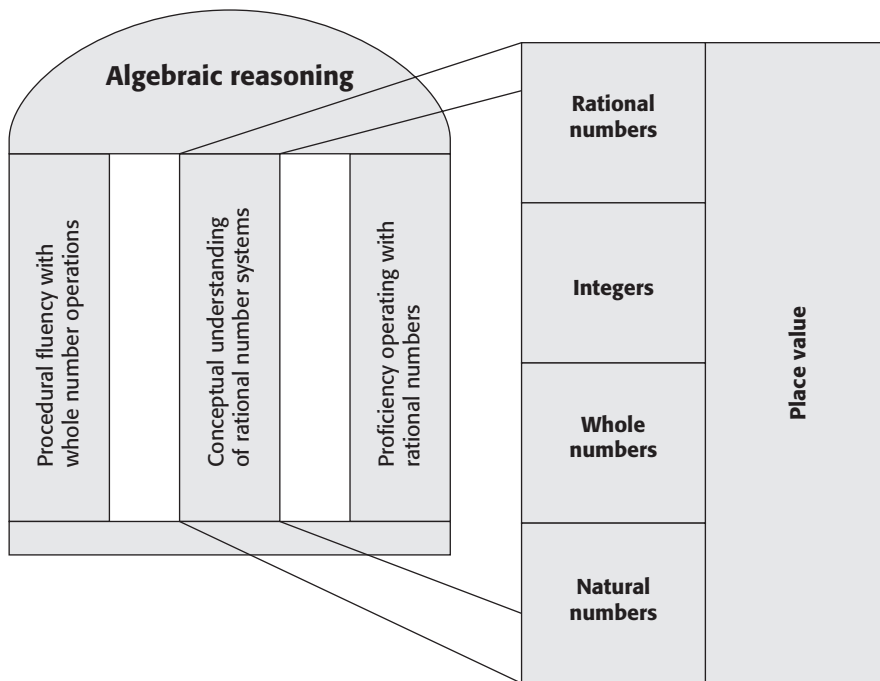 Algebraic reasoning
Procedural fluency with
whole number operations
Conceptual understanding
of rational number systems
Proficiency operating with
rational numbers
Rational
numbers
Integers
Whole
numbers
Natural
numbers
Place value